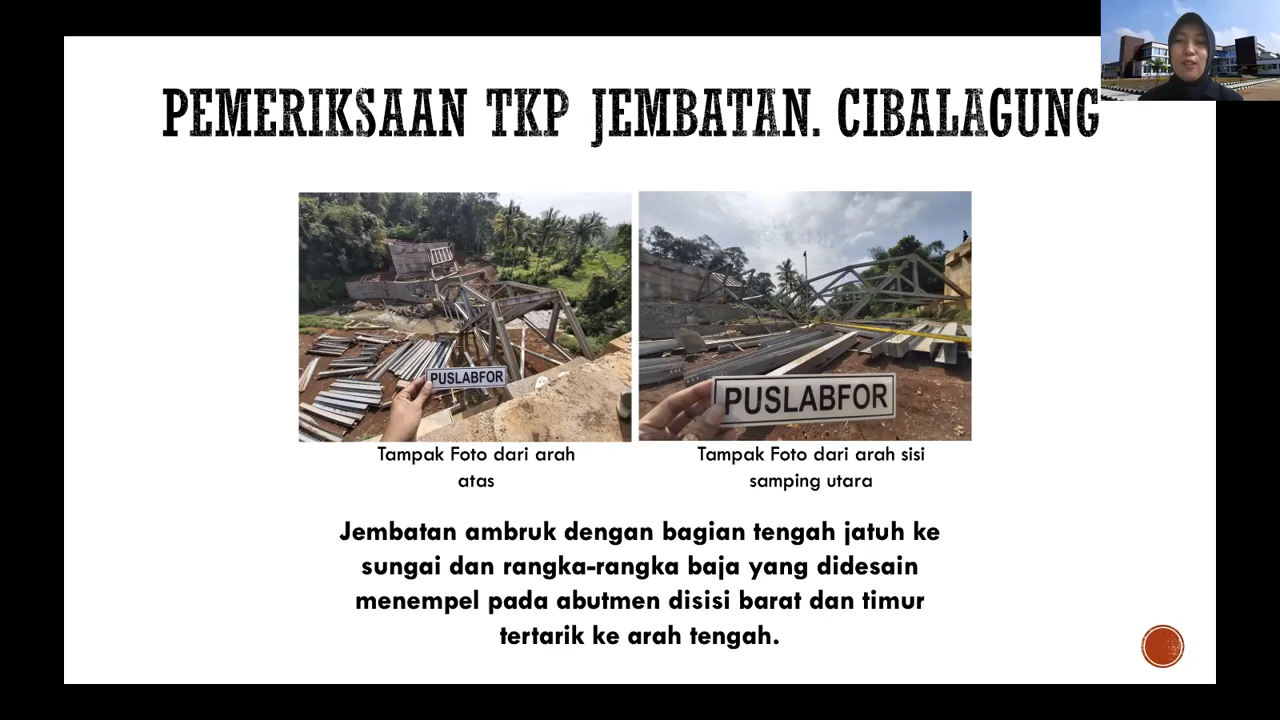 PEMERIKSAAN TKP JEMBATAN. CIBALAGUNG
PUSLABFOR
PUSLABFOR
Tampak Foto dari arah
atas
Tampak Foto dari arah sisi
samping utara
Jembatan ambruk dengan bagian tengah jatuh ke
sungai dan rangka-rangka baja yang didesain
menempel pada abutmen disisi barat dan timur
tertarik ke arah tengah.